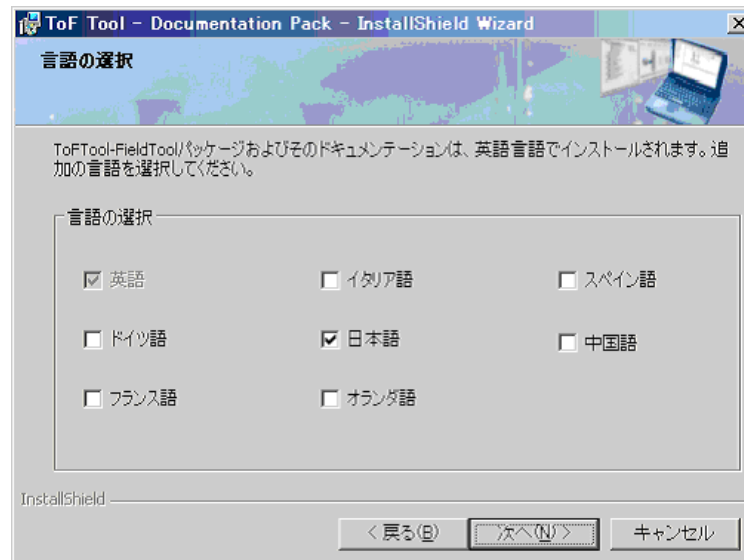 ToF Tool - Documentation Pack - InstallShield Wizard
言語の選択
ToFTool-FieldToolパッケージおよびそのドキュメンテーションは、英語言語でインストールされます。追
加の言語を選択してください。
言語の選択
英語 イタリア語 スペイン語
ドイツ語 日本語 中国語
フランス語 オランダ語
InstallShield
< 戻る(B) 次へ(N) > キャンセル